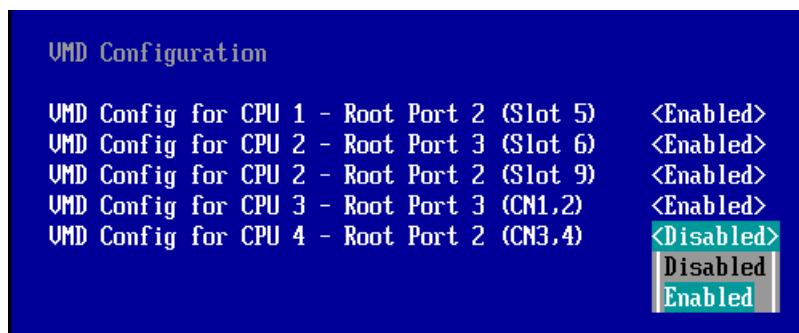 VMD Configuration
VMD Config for CPU 1 - Root Port 2 (Slot 5) <Enabled>
VMD Config for CPU 2 - Root Port 3 (Slot 6) <Enabled>
VMD Config for CPU 2 - Root Port 2 (Slot 9) <Enabled>
VMD Config for CPU 3 - Root Port 3 (CN1,2) <Enabled>
VMD Config for CPU 4 - Root Port 2 (CN3,4) <Disabled>
Disabled
Enabled